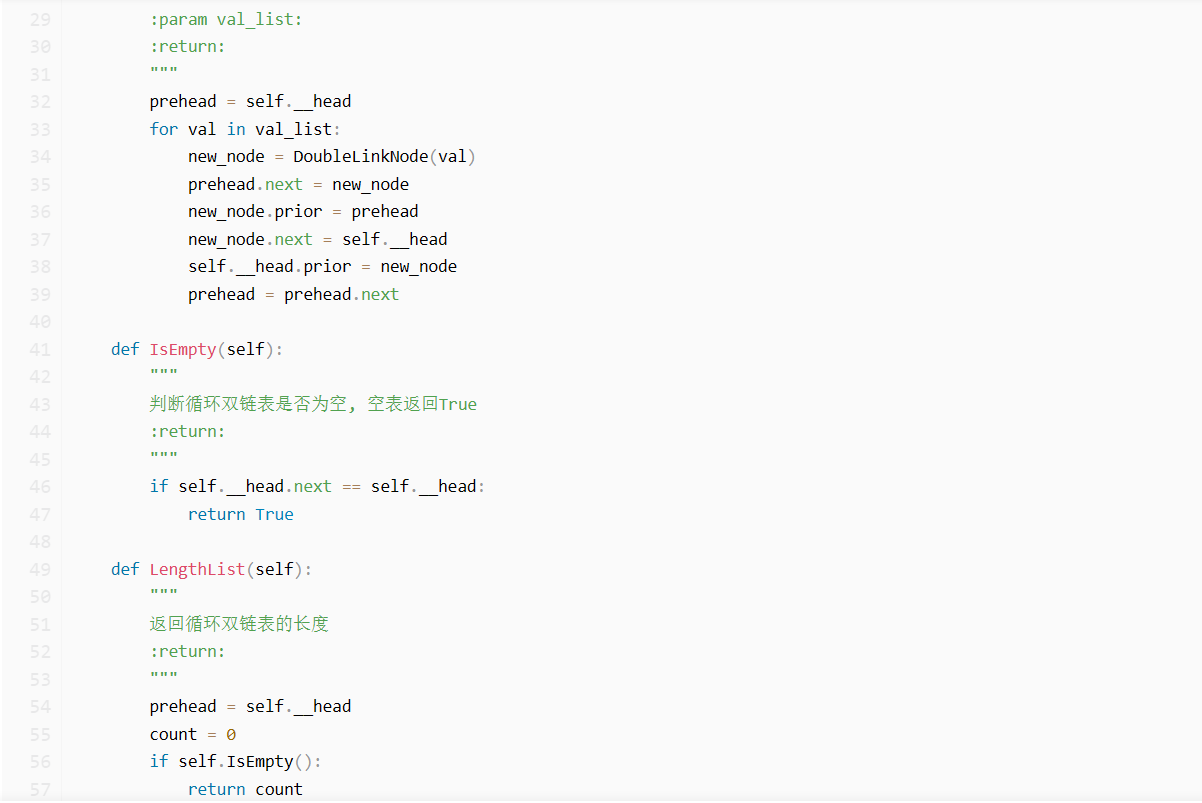 29 :param val_list:
30 :return:
31 """
32 prehead = self.__head
33 for val in val_list:
34 new_node = DoubleLinkNode(val)
35 prehead.next = new_node
36 new_node.prior = prehead
37 new_node.next = self.__head
38 self.__head.prior = new_node
39 prehead = prehead.next
40
41 def IsEmpty(self):
42 """
43 判断循环双链表是否为空, 空表返回True
44 :return:
45 """
46 if self.__head.next == self.__head:
47 return True
48
49 def LengthList(self):
50 """
51 返回循环双链表的长度
52 :return:
53 """
54 prehead = self.__head
55 count = 0
56 if self.IsEmpty():
57 return count